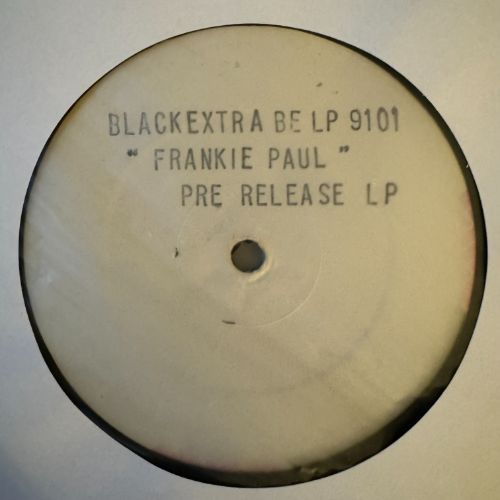 BLACKEXTRA BE LP 9101
" FRANKIE PAUL "
PRE RELEASE LP